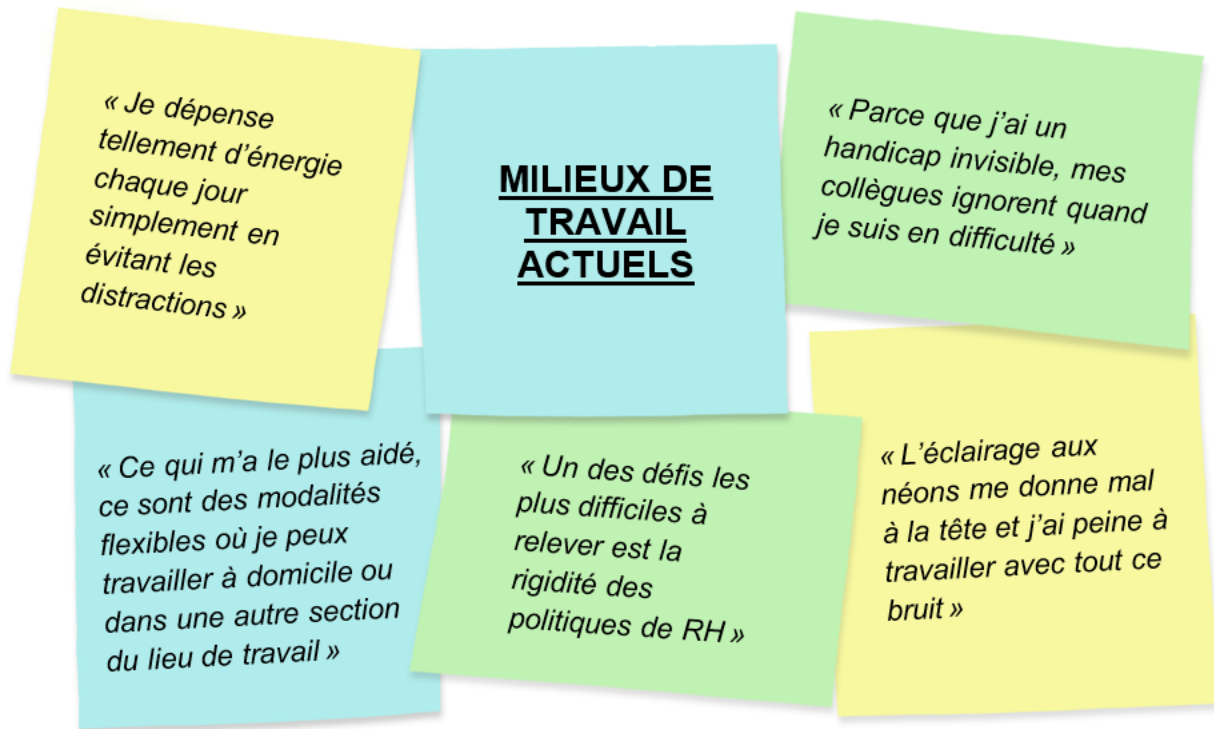 « Je dépense
tellement d’énergie
chaque jour
simplement en
évitant les
distractions »
MILIEUX DE
TRAVAIL
ACTUELS
« Parce que j’ai un
handicap invisible, mes
collègues ignorent quand
je suis en difficulté »
« Ce qui m’a le plus aidé,
ce sont des modalités
flexibles où je peux
travailler à domicile ou
dans une autre section
du lieu de travail »
« Un des défis les
plus difficiles à
relever est la
rigidité des
politiques de RH »
« L’éclairage aux
néons me donne mal
à la tête et j’ai peine à
travailler avec tout ce
bruit »